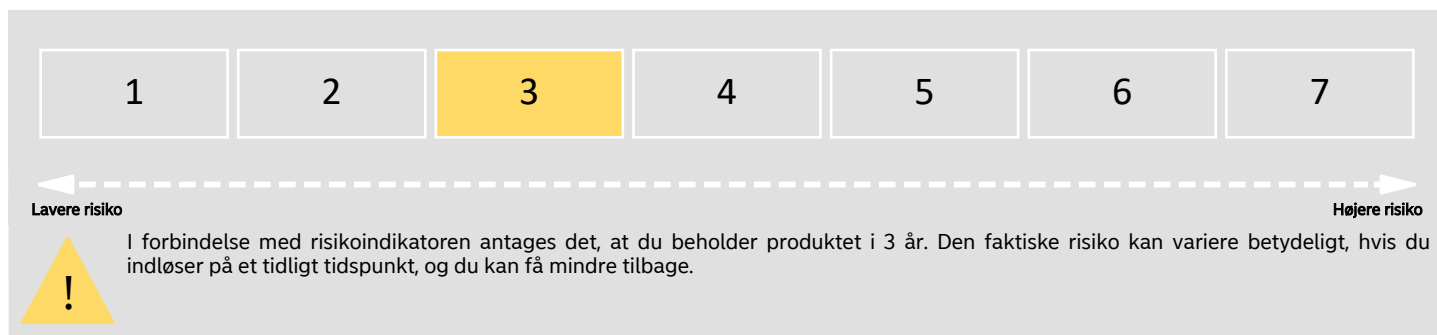 1 2 3 4 5 6 7
Lavere risiko Højere risiko
! I forbindelse med risikoindikatoren antages det, at du beholder produktet i 3 år. Den faktiske risiko kan variere betydeligt, hvis du
indløser på et tidligt tidspunkt, og du kan få mindre tilbage.